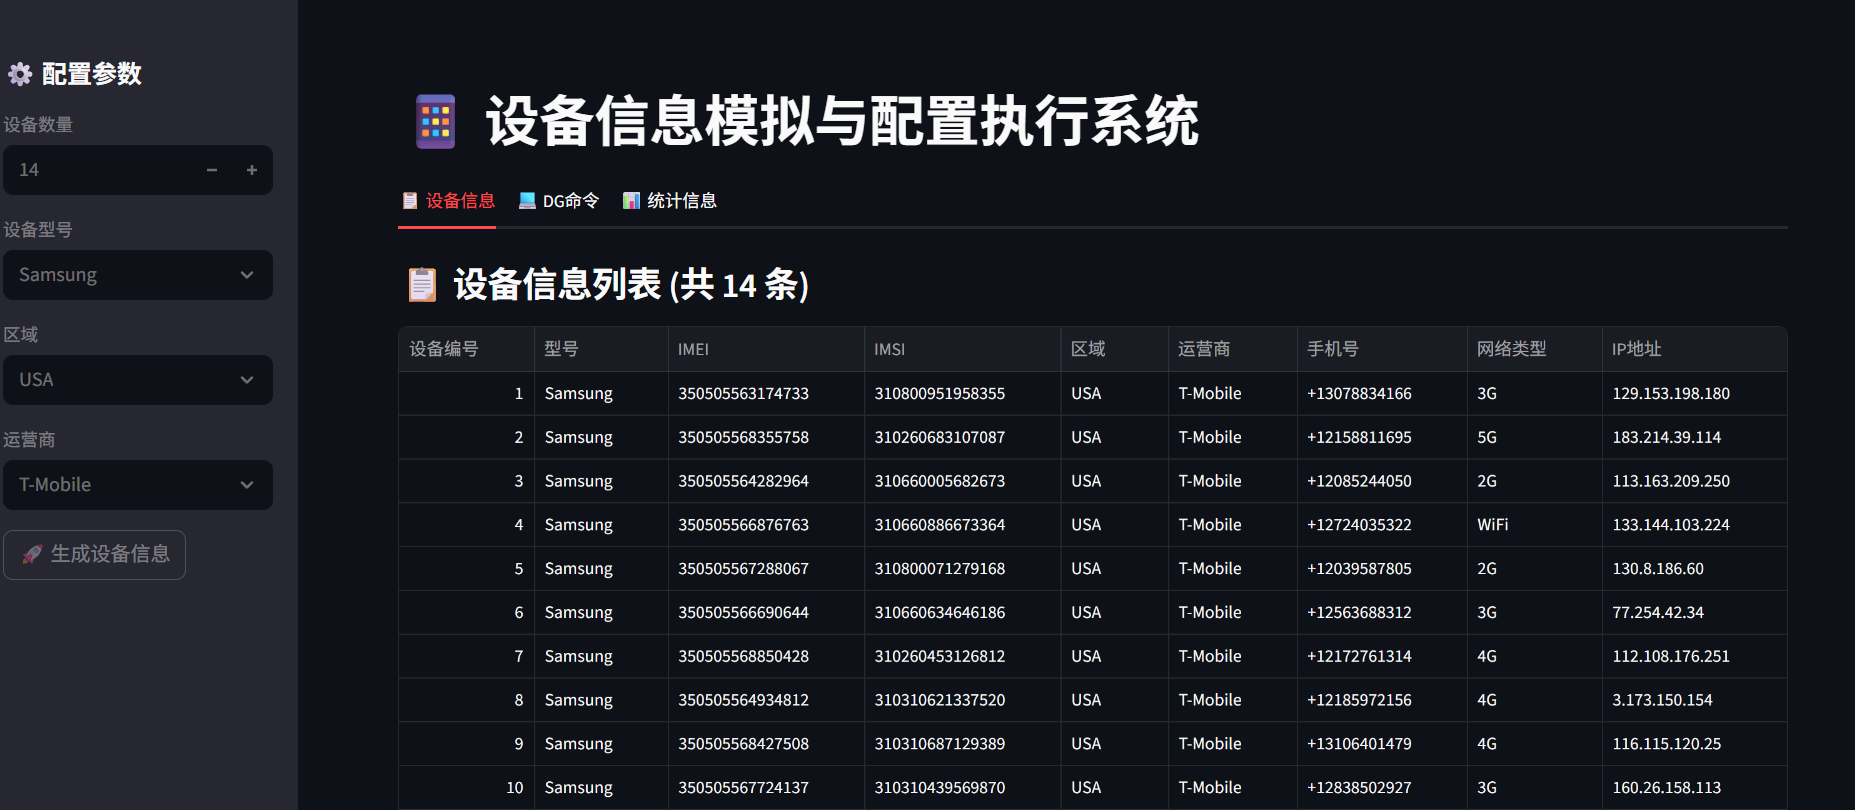 配置参数
设备数量
14
设备型号
Samsung
区域
USA
运营商
T-Mobile
生成设备信息
设备信息模拟与配置执行系统
设备信息 DG命令 统计信息
设备信息列表 (共 14 条)
设备编号 型号 IMEI IMSI 区域 运营商 手机号 网络类型 IP地址
1 Samsung 350505563174733 310800951958355 USA T-Mobile +13078834166 3G 129.153.198.180
2 Samsung 350505568355758 310260683107087 USA T-Mobile +12158811695 5G 183.214.39.114
3 Samsung 350505564282964 310660005682673 USA T-Mobile +12085244050 2G 113.163.209.250
4 Samsung 350505566876763 310660886673364 USA T-Mobile +12724035322 WiFi 133.144.103.224
5 Samsung 350505567288067 310800071279168 USA T-Mobile +12039587805 2G 130.8.186.60
6 Samsung 350505566690644 310660634646186 USA T-Mobile +12563688312 3G 77.254.42.34
7 Samsung 350505568850428 310260453126812 USA T-Mobile +12172761314 4G 112.108.176.251
8 Samsung 350505564934812 310310621337520 USA T-Mobile +12185972156 4G 3.173.150.154
9 Samsung 350505568427508 310310687129389 USA T-Mobile +13106401479 4G 116.115.120.25
10 Samsung 350505567724137 310310439569870 USA T-Mobile +12838502927 3G 160.26.158.113